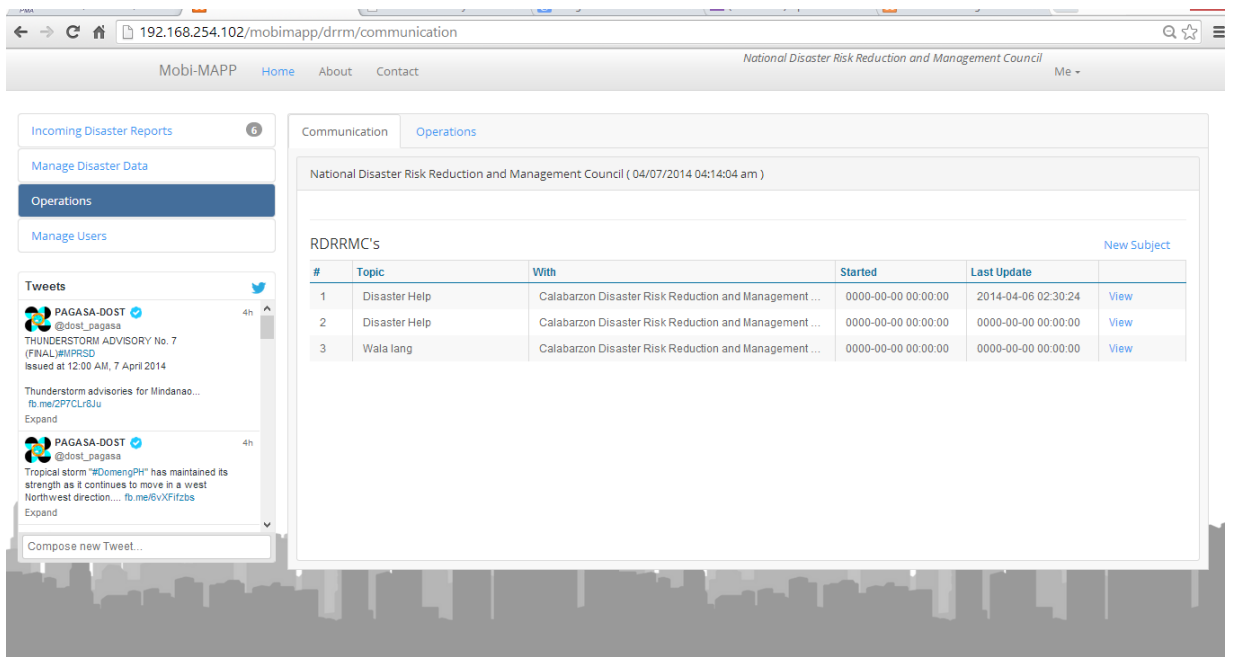 192.168.254.102/mobimapp/drrm/communication
National Disaster Risk Reduction and Management Council
Mobi-MAPP Home About Contact Me
Incoming Disaster Reports 6
Manage Disaster Data
Operations
Manage Users
Tweets
PAGASA-DOST 4h
@dost_pagasa
THUNDERSTORM ADVISORY No. 7
(FINAL)#MPRSD
Issued at 12:00 AM, 7 April 2014
Thunderstorm advisories for Mindanao...
fb.me/2P7CLr8Ju
Expand
PAGASA-DOST 4h
@dost_pagasa
Tropical storm "#DomengPH" has maintained its
strength as it continues to move in a west
Northwest direction.... fb.me/6vXFifzbs
Expand
Compose new Tweet...
Communication Operations
National Disaster Risk Reduction and Management Council ( 04/07/2014 04:14:04 am )
RDRRMC's New Subject
# Topic With Started Last Update
1 Disaster Help Calabarzon Disaster Risk Reduction and Management ... 0000-00-00 00:00:00 2014-04-06 02:30:24 View
2 Disaster Help Calabarzon Disaster Risk Reduction and Management ... 0000-00-00 00:00:00 0000-00-00 00:00:00 View
3 Wala lang Calabarzon Disaster Risk Reduction and Management ... 0000-00-00 00:00:00 0000-00-00 00:00:00 View